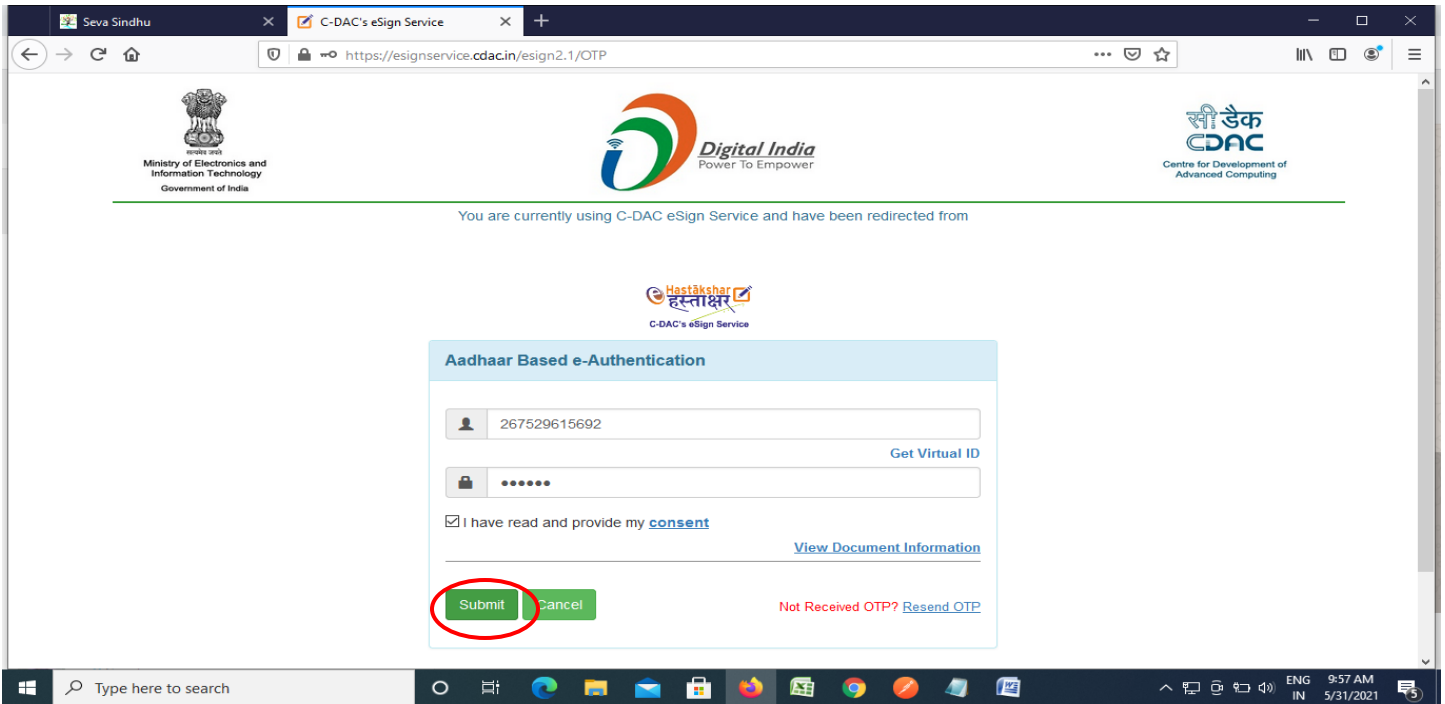 Seva Sindhu
C-DAC's eSign Service
https://esignservice.cdac.in/esign2.1/OTP
सत्यमेव जयते
Ministry of Electronics and
Information Technology
Government of India
Digital India
Power To Empower
सी डैक
CDAC
Centre for Development of
Advanced Computing
You are currently using C-DAC eSign Service and have been redirected from
e Hastākshar
हस्ताक्षर
C-DAC's eSign Service
Aadhaar Based e-Authentication
267529615692
Get Virtual ID
••••••
I have read and provide my consent
View Document Information
Submit Cancel Not Received OTP? Resend OTP
Type here to search
ENG 9:57 AM
IN 5/31/2021
5